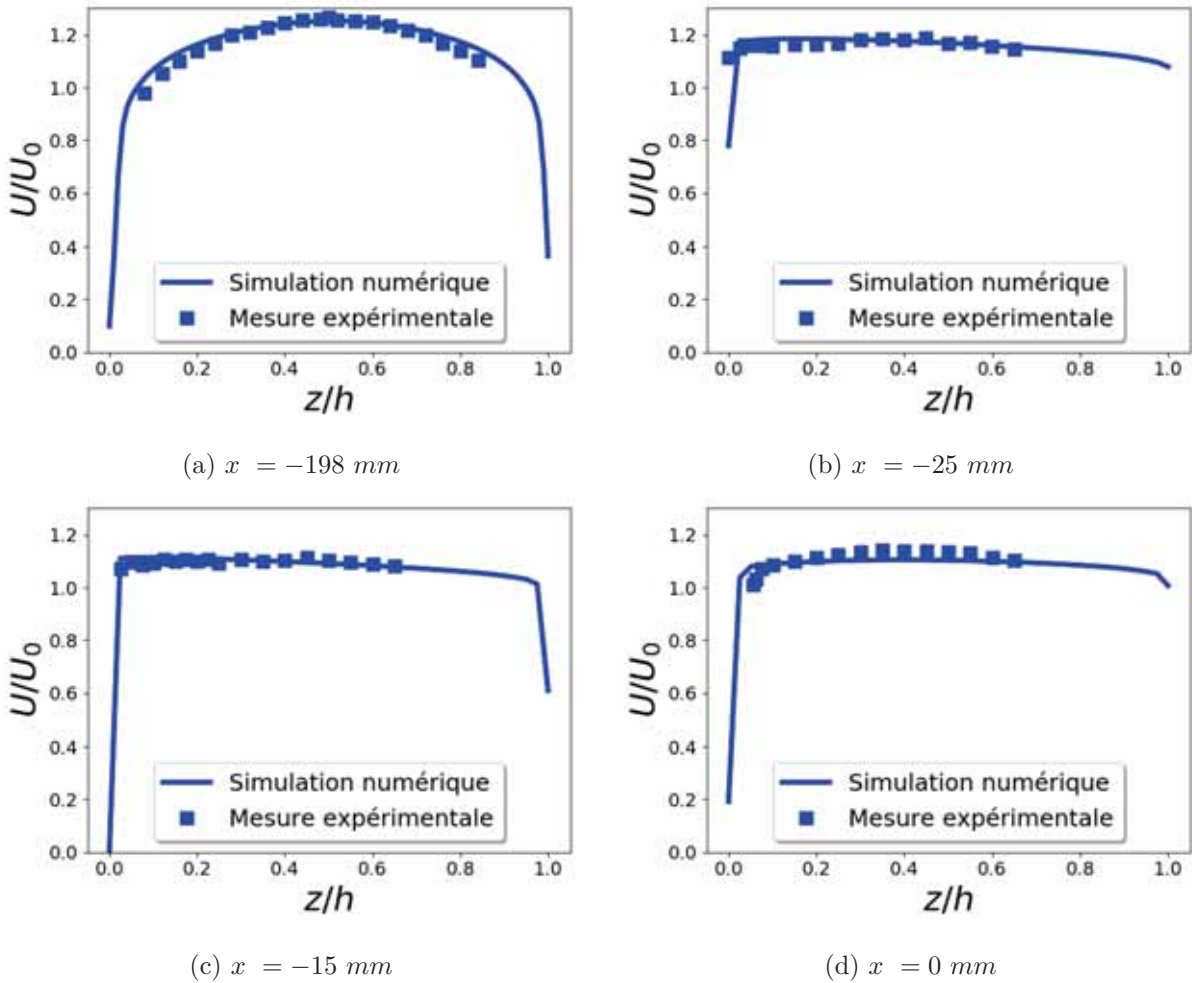 U/U₀
1.2
1.0
0.8
0.6
0.4
0.2
0.0
Simulation numérique
Mesure expérimentale
0.0 0.2 0.4 0.6 0.8 1.0
z/h
(a) x = −198 mm
U/U₀
1.2
1.0
0.8
0.6
0.4
0.2
0.0
Simulation numérique
Mesure expérimentale
0.0 0.2 0.4 0.6 0.8 1.0
z/h
(b) x = −25 mm
U/U₀
1.2
1.0
0.8
0.6
0.4
0.2
0.0
Simulation numérique
Mesure expérimentale
0.0 0.2 0.4 0.6 0.8 1.0
z/h
(c) x = −15 mm
U/U₀
1.2
1.0
0.8
0.6
0.4
0.2
0.0
Simulation numérique
Mesure expérimentale
0.0 0.2 0.4 0.6 0.8 1.0
z/h
(d) x = 0 mm